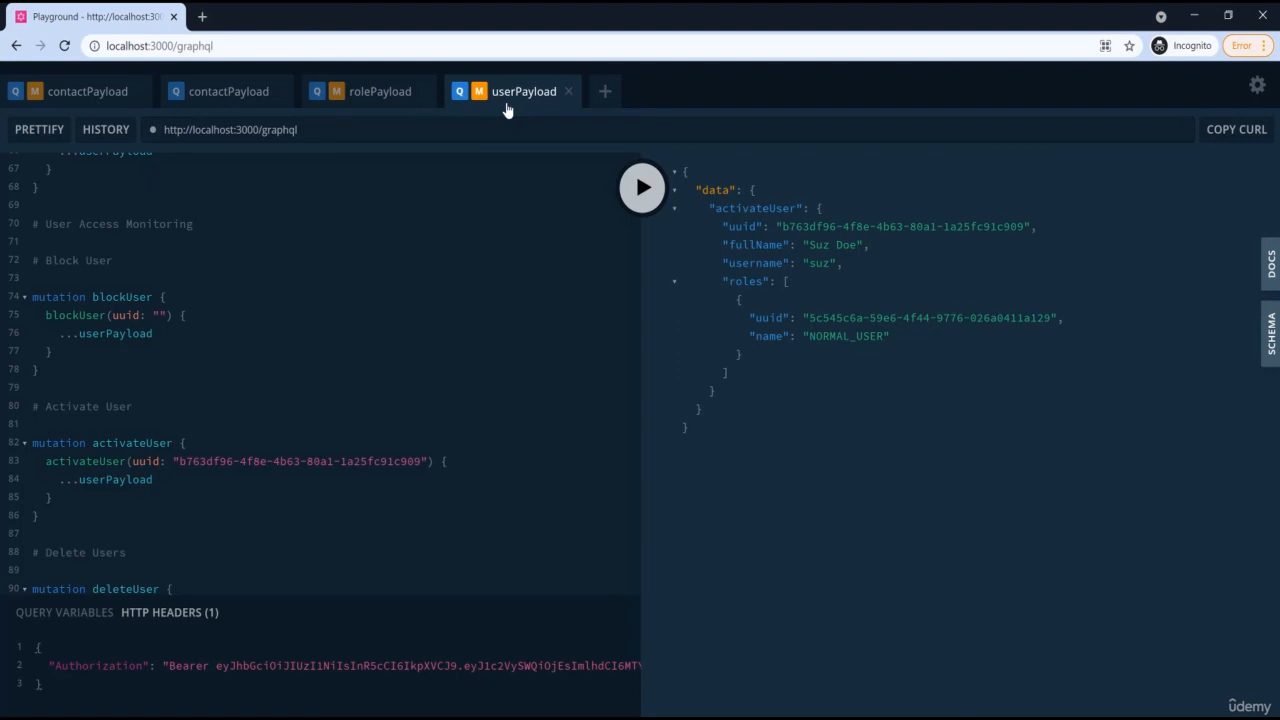 Playground - http://localhost:300
localhost:3000/graphql
Incognito
Error
Q M contactPayload
Q contactPayload
Q M rolePayload
Q M userPayload
PRETTIFY
HISTORY
http://localhost:3000/graphql
COPY CURL
66 ...userPayload
67 }
68 }
69
70 # User Access Monitoring
71
72 # Block User
73
74 mutation blockUser {
75 blockUser(uuid: "") {
76 ...userPayload
77 }
78 }
79
80 # Activate User
81
82 mutation activateUser {
83 activateUser(uuid: "b763df96-4f8e-4b63-80a1-1a25fc91c909") {
84 ...userPayload
85 }
86 }
87
88 # Delete Users
89
90 mutation deleteUser {
QUERY VARIABLES HTTP HEADERS (1)
1 {
2 "Authorization": "Bearer eyJhbGciOiJIUzI1NiIsInR5cCI6IkpXVCJ9.eyJ1c2VySWQiOjEsImlhdCI6MTY
3 }
{
"data": {
"activateUser": {
"uuid": "b763df96-4f8e-4b63-80a1-1a25fc91c909",
"fullName": "Suz Doe",
"username": "suz",
"roles": [
{
"uuid": "5c545c6a-59e6-4f44-9776-026a0411a129",
"name": "NORMAL_USER"
}
]
}
}
}
DOCS
SCHEMA
ûdemy